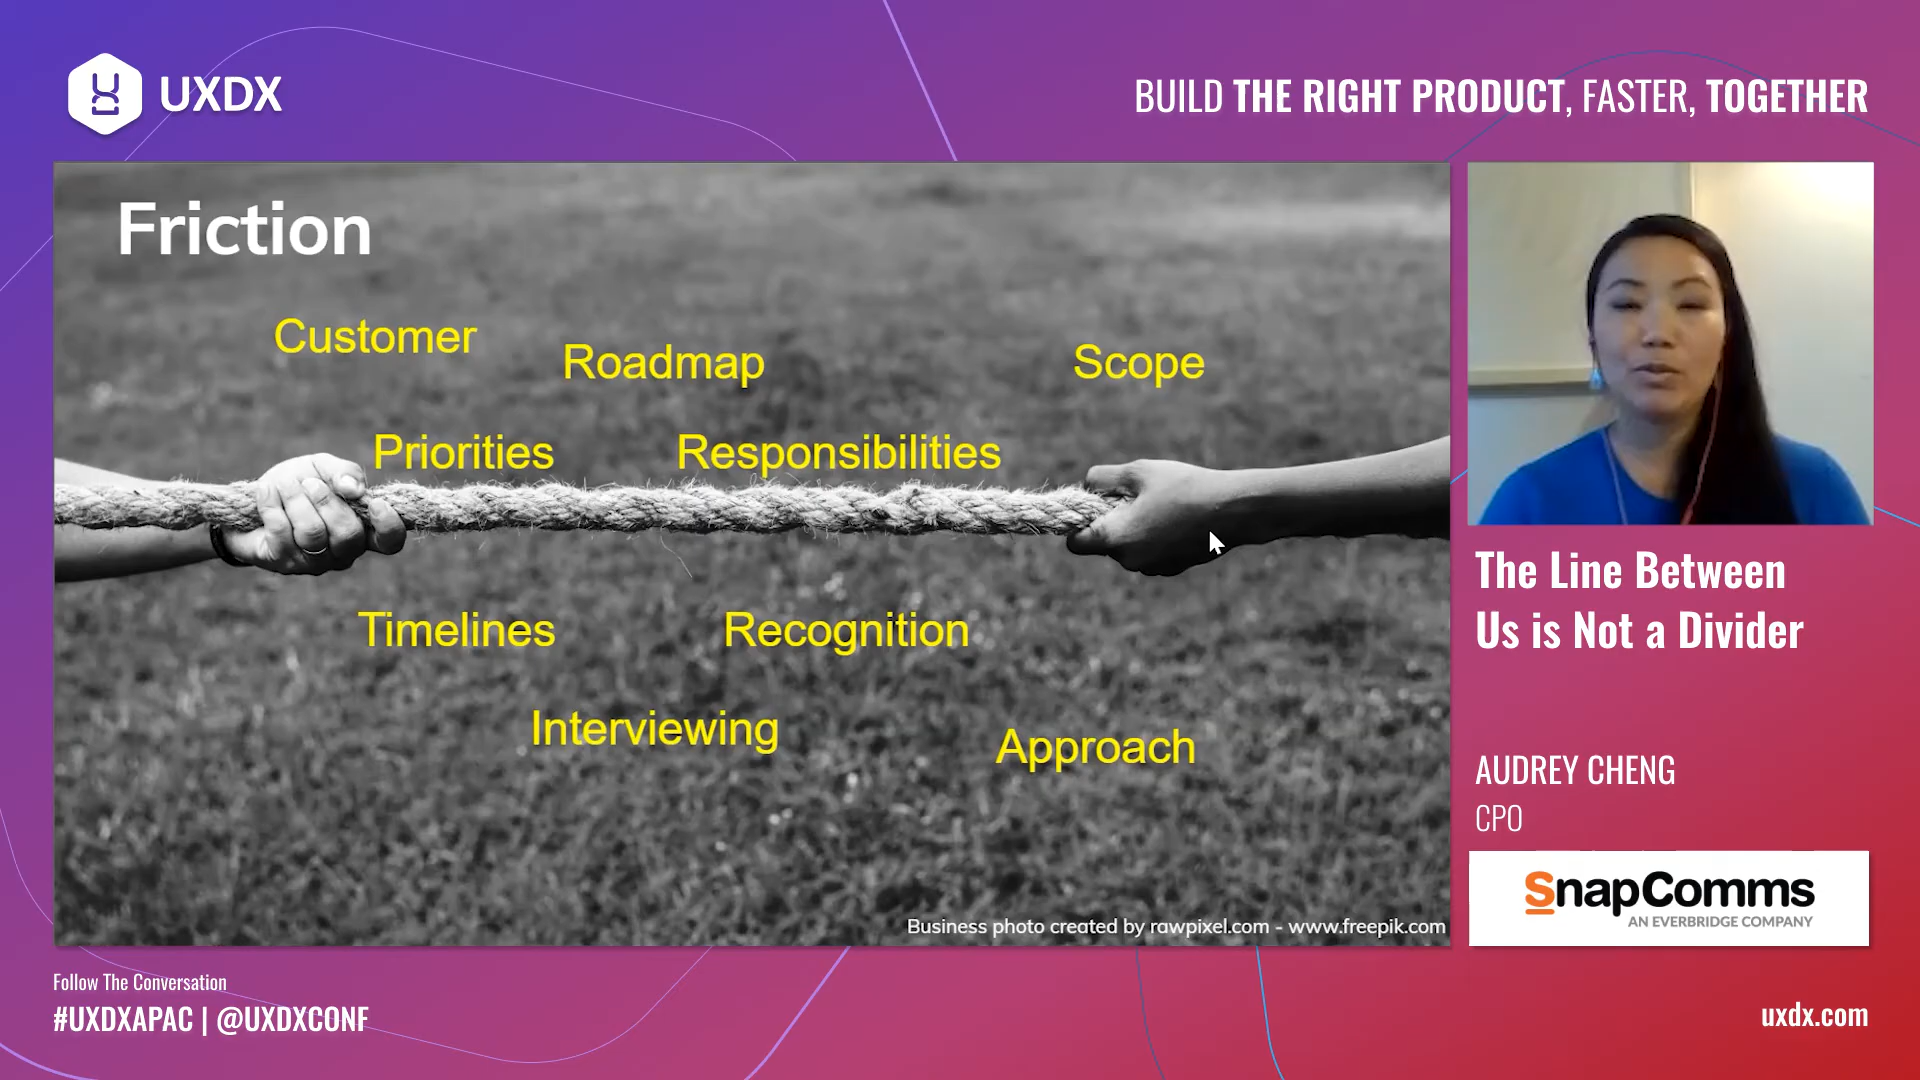 UXDX
BUILD THE RIGHT PRODUCT, FASTER, TOGETHER
Friction
Customer
Roadmap
Scope
Priorities
Responsibilities
Timelines
Recognition
Interviewing
Approach
Business photo created by rawpixel.com - www.freepik.com
The Line Between
Us is Not a Divider
AUDREY CHENG
CPO
SnapComms
AN EVERBRIDGE COMPANY
Follow The Conversation
#UXDXAPAC | @UXDXCONF
uxdx.com